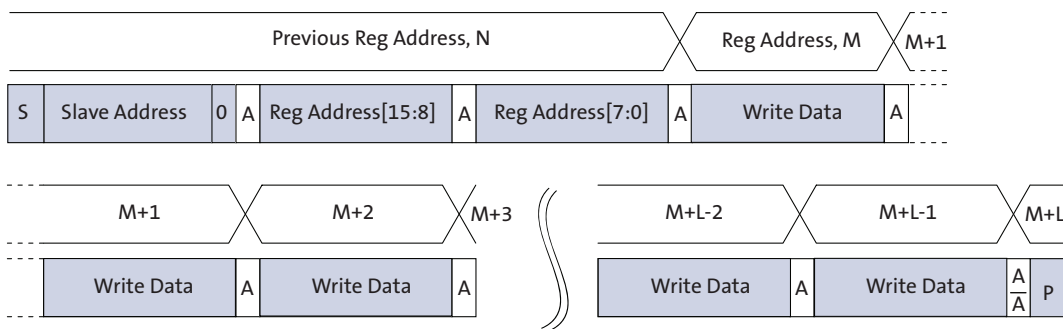 Previous Reg Address, N Reg Address, M M+1
S Slave Address 0 A Reg Address[15:8] A Reg Address[7:0] A Write Data A
M+1 M+2 M+3 M+L-2 M+L-1 M+L
Write Data A Write Data A Write Data A Write Data A/A̅ P